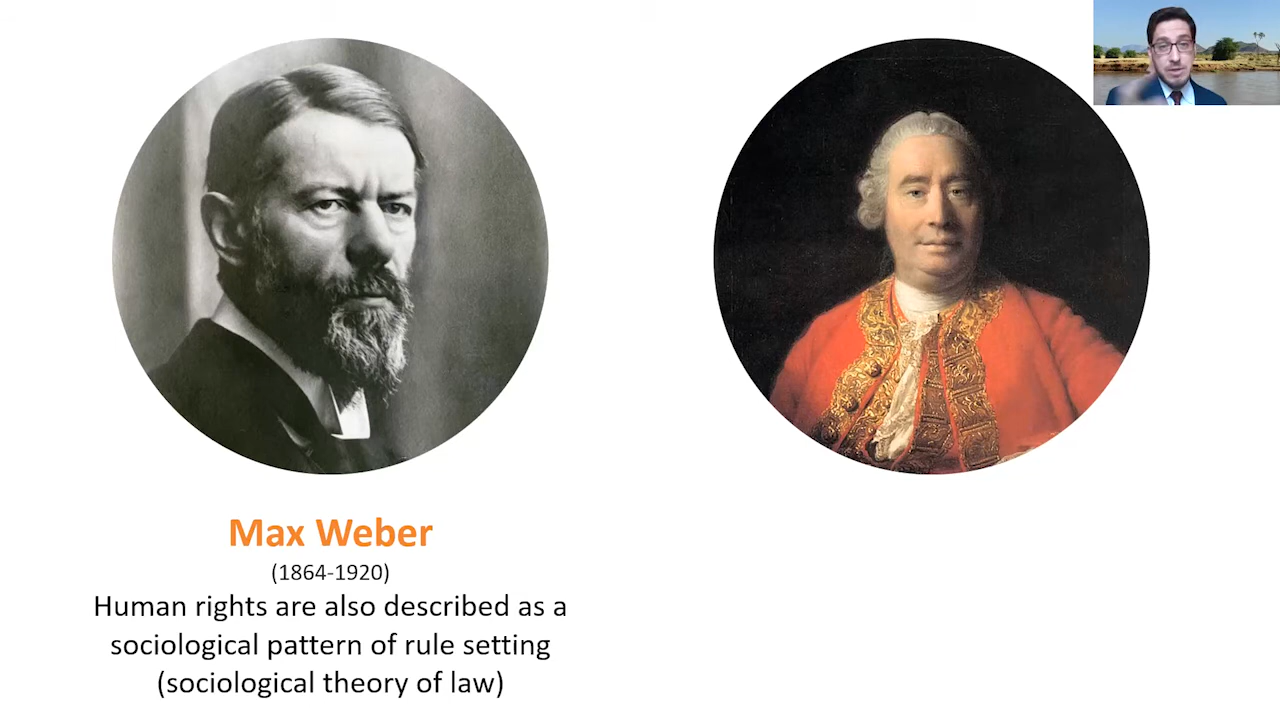 Max Weber
(1864-1920)
Human rights are also described as a
sociological pattern of rule setting
(sociological theory of law)